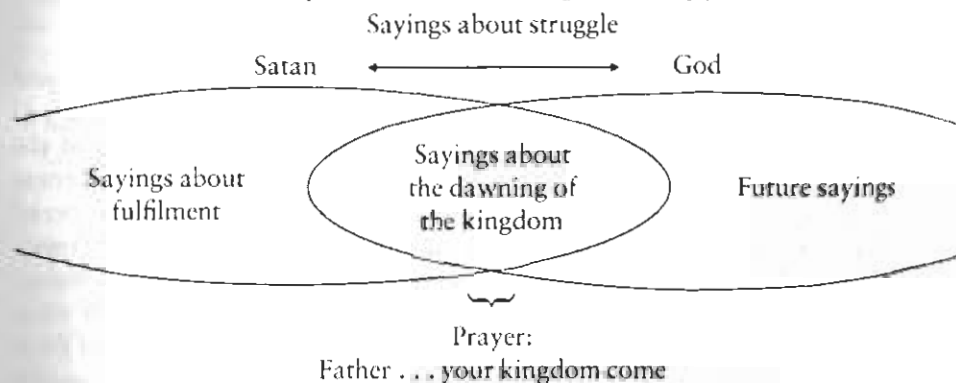 Sayings about struggle
Satan God
Sayings about
fulfilment
Sayings about
the dawning of
the kingdom
Future sayings
Prayer:
Father . . . your kingdom come